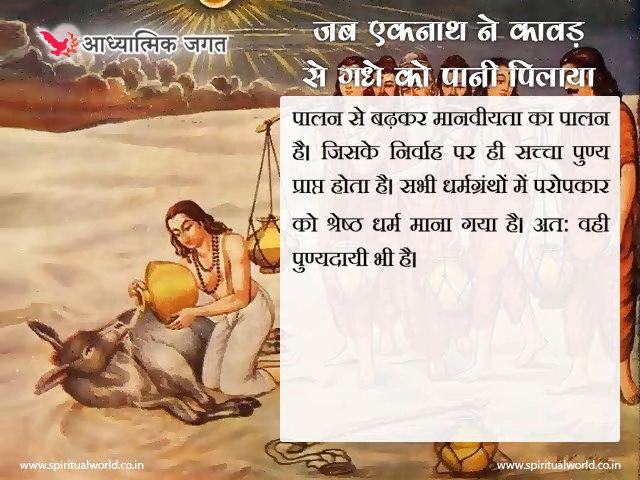 आध्यात्मिक जगत
जब एकनाथ ने कावड़
से गधे को पानी पिलाया
पालन से बढ़कर मानवीयता का पालन
है। जिसके निर्वाह पर ही सच्चा पुण्य
प्राप्त होता है। सभी धर्मग्रंथों में परोपकार
को श्रेष्ठ धर्म माना गया है। अतः वही
पुण्यदायी भी है।
www.spiritualworld.co.in
www.spiritualworld.co.in